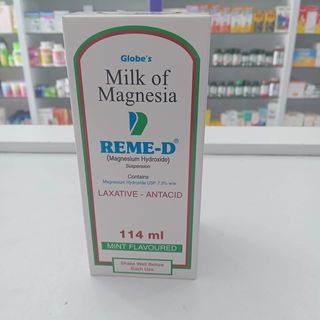 Globe's
Milk of
Magnesia
REME-D®
(Magnesium Hydroxide)
Suspension
Contains
Magnesium Hydroxide USP 7.9% w/w
LAXATIVE - ANTACID
114 ml
MINT FLAVOURED
Shake Well Before
Each Use